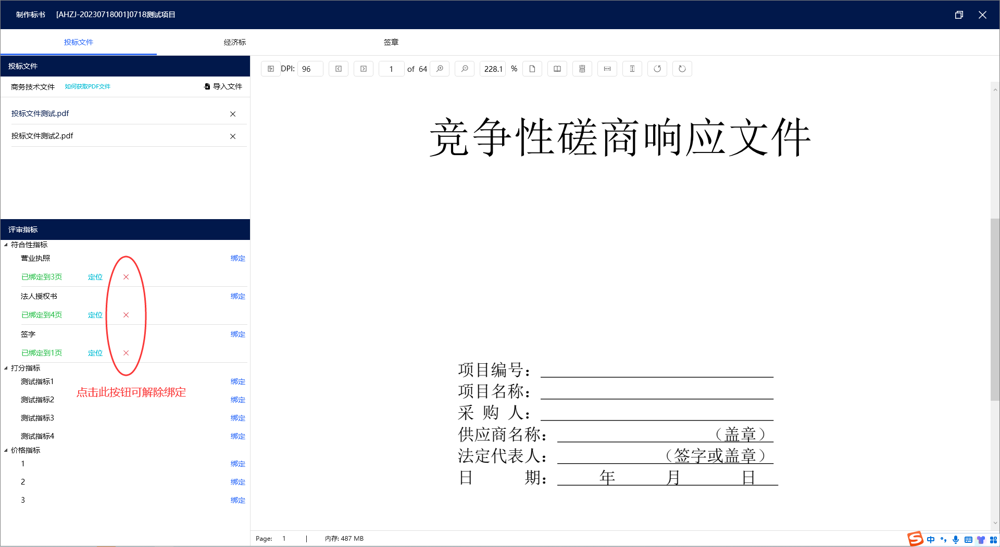 制作标书 [AHZJ-20230718001]0718测试项目
投标文件 经济标 签章
投标文件
商务技术文件 如何获取PDF文件 导入文件
投标文件测试.pdf
投标文件测试2.pdf
评审指标
符合性指标
营业执照 绑定
已绑定到3页 定位
法人授权书 绑定
已绑定到4页 定位
签字 绑定
已绑定到1页 定位
打分指标
测试指标1 绑定
点击此按钮可解除绑定
测试指标2 绑定
测试指标3 绑定
测试指标4 绑定
价格指标
1 绑定
2 绑定
3 绑定
DPI: 96 1 of 64 228.1 %
竞争性磋商响应文件
项目编号：
项目名称：
采 购 人：
供应商名称： （盖章）
法定代表人： （签字或盖章）
日 期： 年 月 日
Page: 1 | 内存: 487 MB
S 中